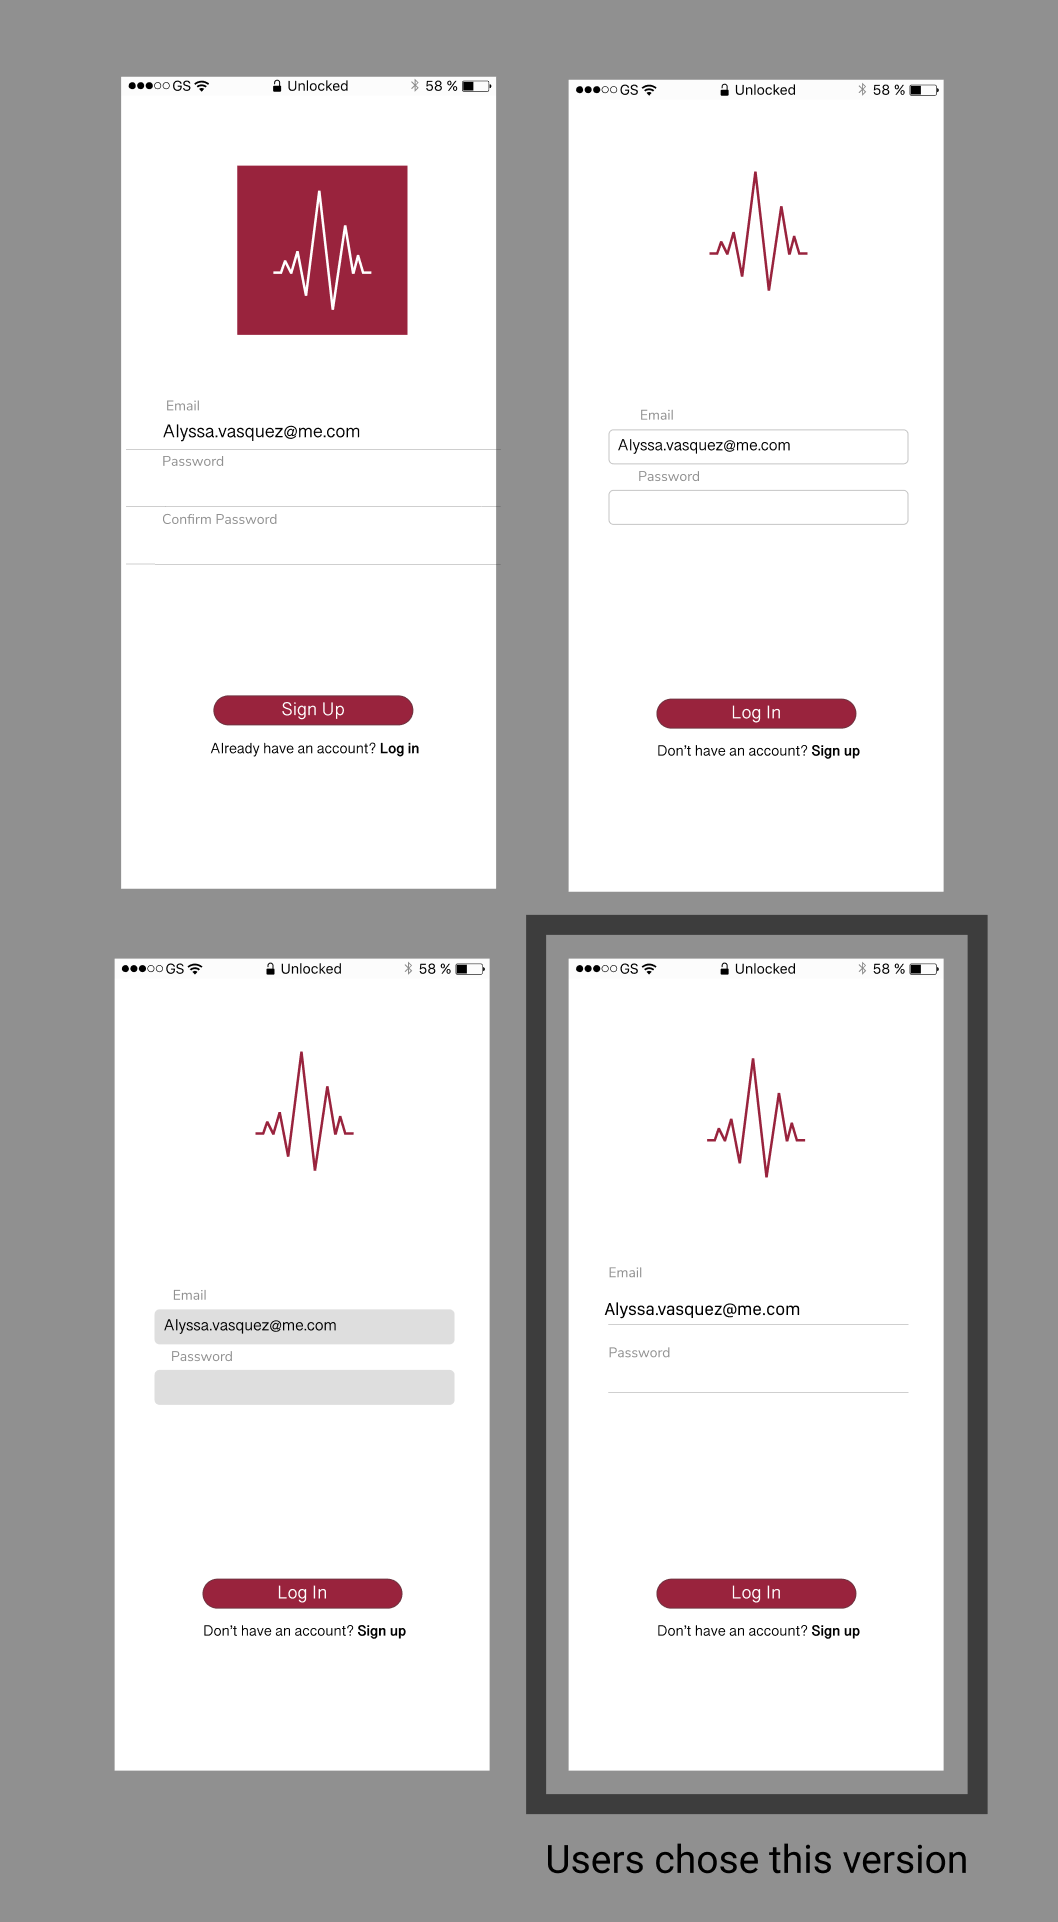 GS Unlocked 58 %
Email
Alyssa.vasquez@me.com
Password
Confirm Password
Sign Up
Already have an account? Log in
GS Unlocked 58 %
Email
Alyssa.vasquez@me.com
Password
Log In
Don't have an account? Sign up
GS Unlocked 58 %
Email
Alyssa.vasquez@me.com
Password
Log In
Don't have an account? Sign up
GS Unlocked 58 %
Email
Alyssa.vasquez@me.com
Password
Log In
Don't have an account? Sign up
Users chose this version